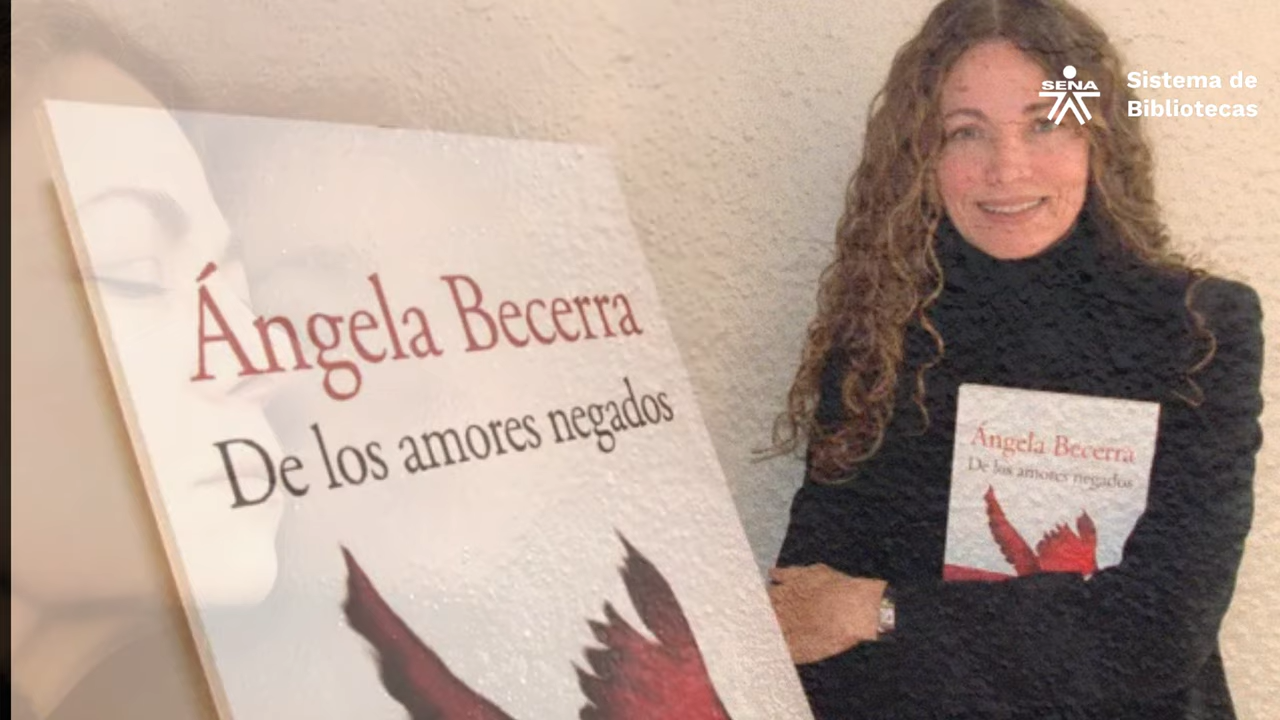 SENA
Sistema de
Bibliotecas
Ángela Becerra
De los amores negados
Ángela Becerra
De los amores negados